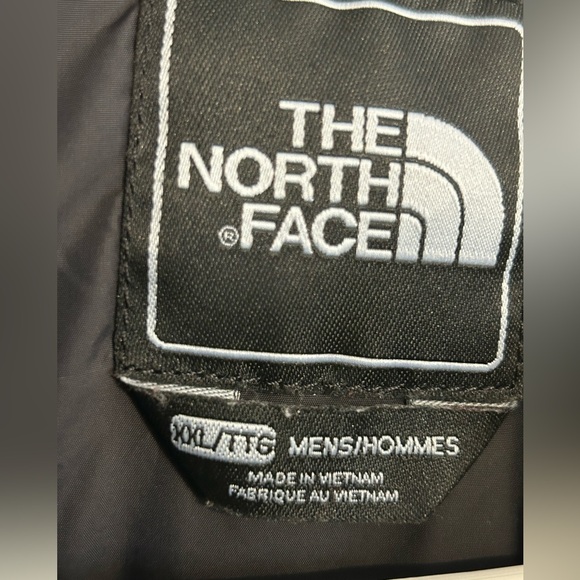 THE
NORTH
®FACE
XXL/TTG MENS/HOMMES
MADE IN VIETNAM
FABRIQUE AU VIETNAM